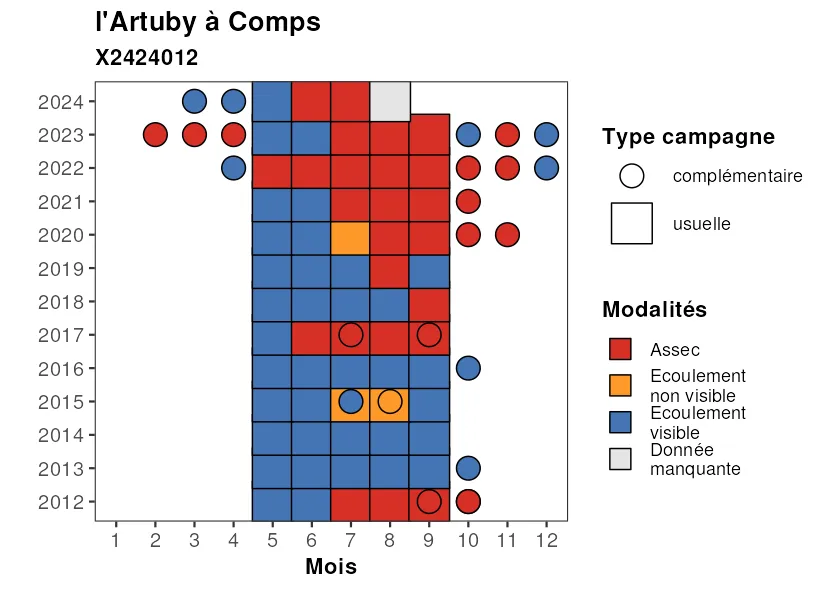 l'Artuby à Comps
X2424012
2024
2023
2022
2021
2020
2019
2018
2017
2016
2015
2014
2013
2012
1 2 3 4 5 6 7 8 9 10 11 12
Mois
Type campagne
complémentaire
usuelle
Modalités
Assec
Ecoulement
non visible
Ecoulement
visible
Donnée
manquante